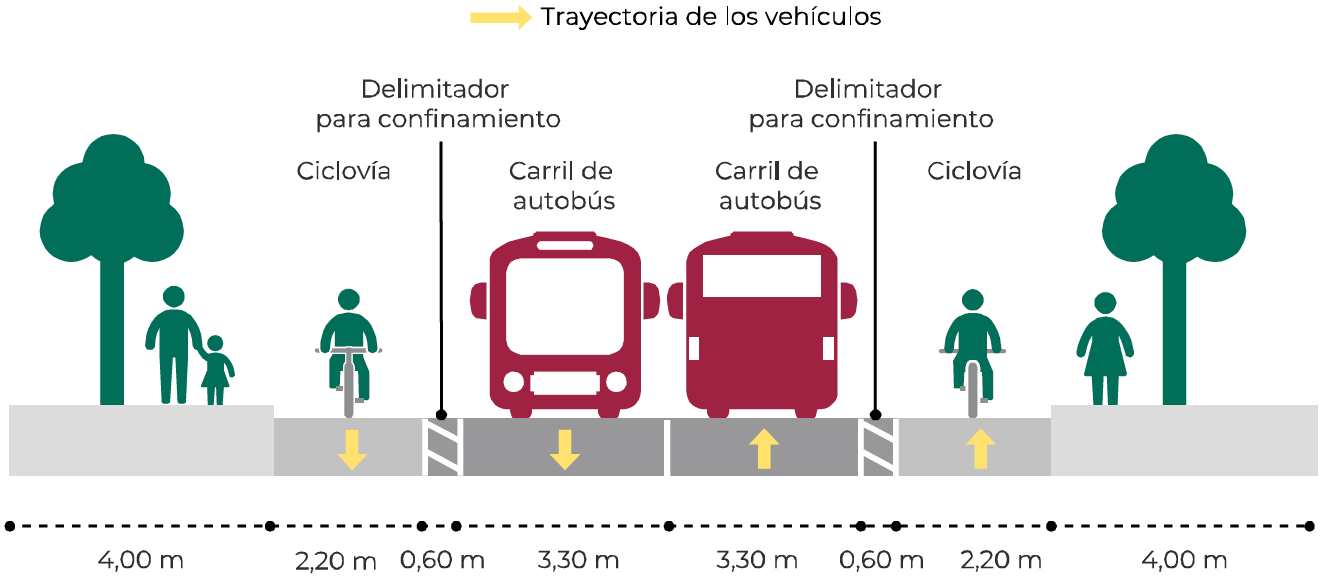 Trayectoria de los vehículos
Delimitador
para confinamiento
Delimitador
para confinamiento
Ciclovía
Carril de
autobús
Carril de
autobús
Ciclovía
4,00 m
2,20 m
0,60 m
3,30 m
3,30 m
0,60 m
2,20 m
4,00 m